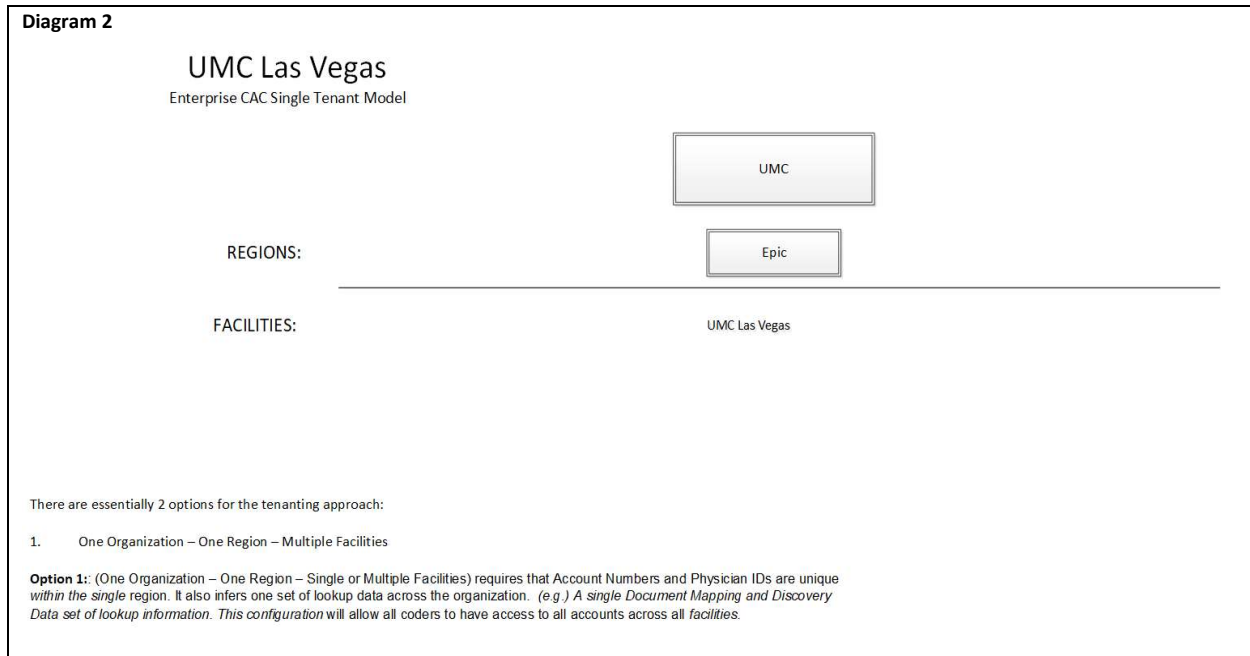 Diagram 2
UMC Las Vegas
Enterprise CAC Single Tenant Model
UMC
REGIONS:
Epic
FACILITIES:
UMC Las Vegas
There are essentially 2 options for the tenanting approach:
1. One Organization – One Region – Multiple Facilities
Option 1:: (One Organization – One Region – Single or Multiple Facilities) requires that Account Numbers and Physician IDs are unique
within the single region. It also infers one set of lookup data across the organization. (e.g.) A single Document Mapping and Discovery
Data set of lookup information. This configuration will allow all coders to have access to all accounts across all facilities.